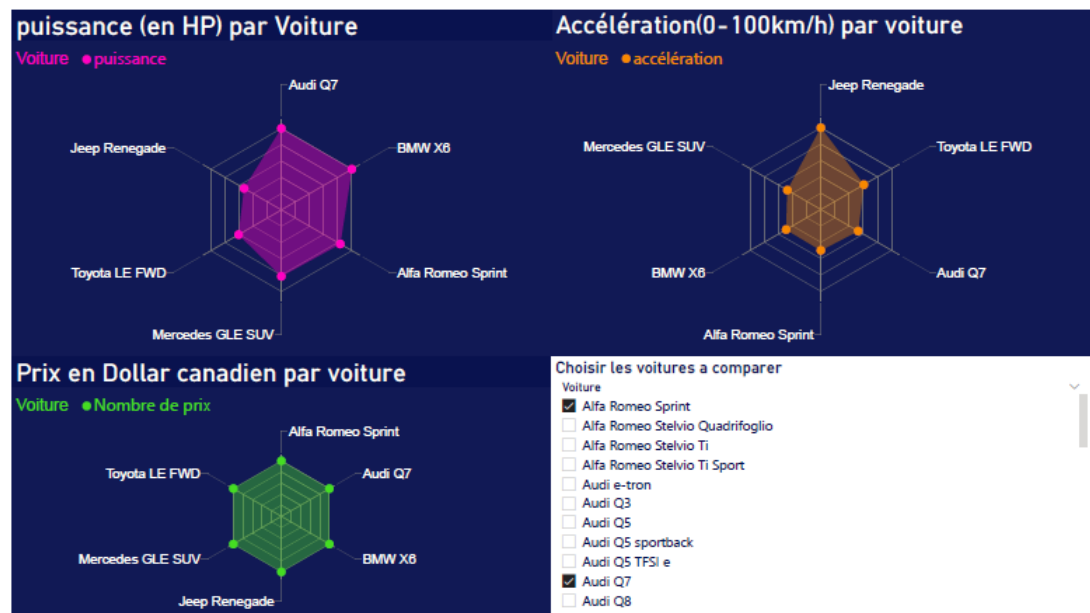 puissance (en HP) par Voiture
Voiture puissance
Audi Q7
Jeep Renegade
BMW X6
Toyota LE FWD
Alfa Romeo Sprint
Mercedes GLE SUV
Accélération(0-100km/h) par voiture
Voiture accélération
Jeep Renegade
Mercedes GLE SUV
Toyota LE FWD
BMW X6
Audi Q7
Alfa Romeo Sprint
Prix en Dollar canadien par voiture
Voiture Nombre de prix
Alfa Romeo Sprint
Toyota LE FWD
Audi Q7
Mercedes GLE SUV
BMW X6
Jeep Renegade
Choisir les voitures a comparer
Voiture
Alfa Romeo Sprint
Alfa Romeo Stelvio Quadrifoglio
Alfa Romeo Stelvio Ti
Alfa Romeo Stelvio Ti Sport
Audi e-tron
Audi Q3
Audi Q5
Audi Q5 sportback
Audi Q5 TFSI e
Audi Q7
Audi Q8